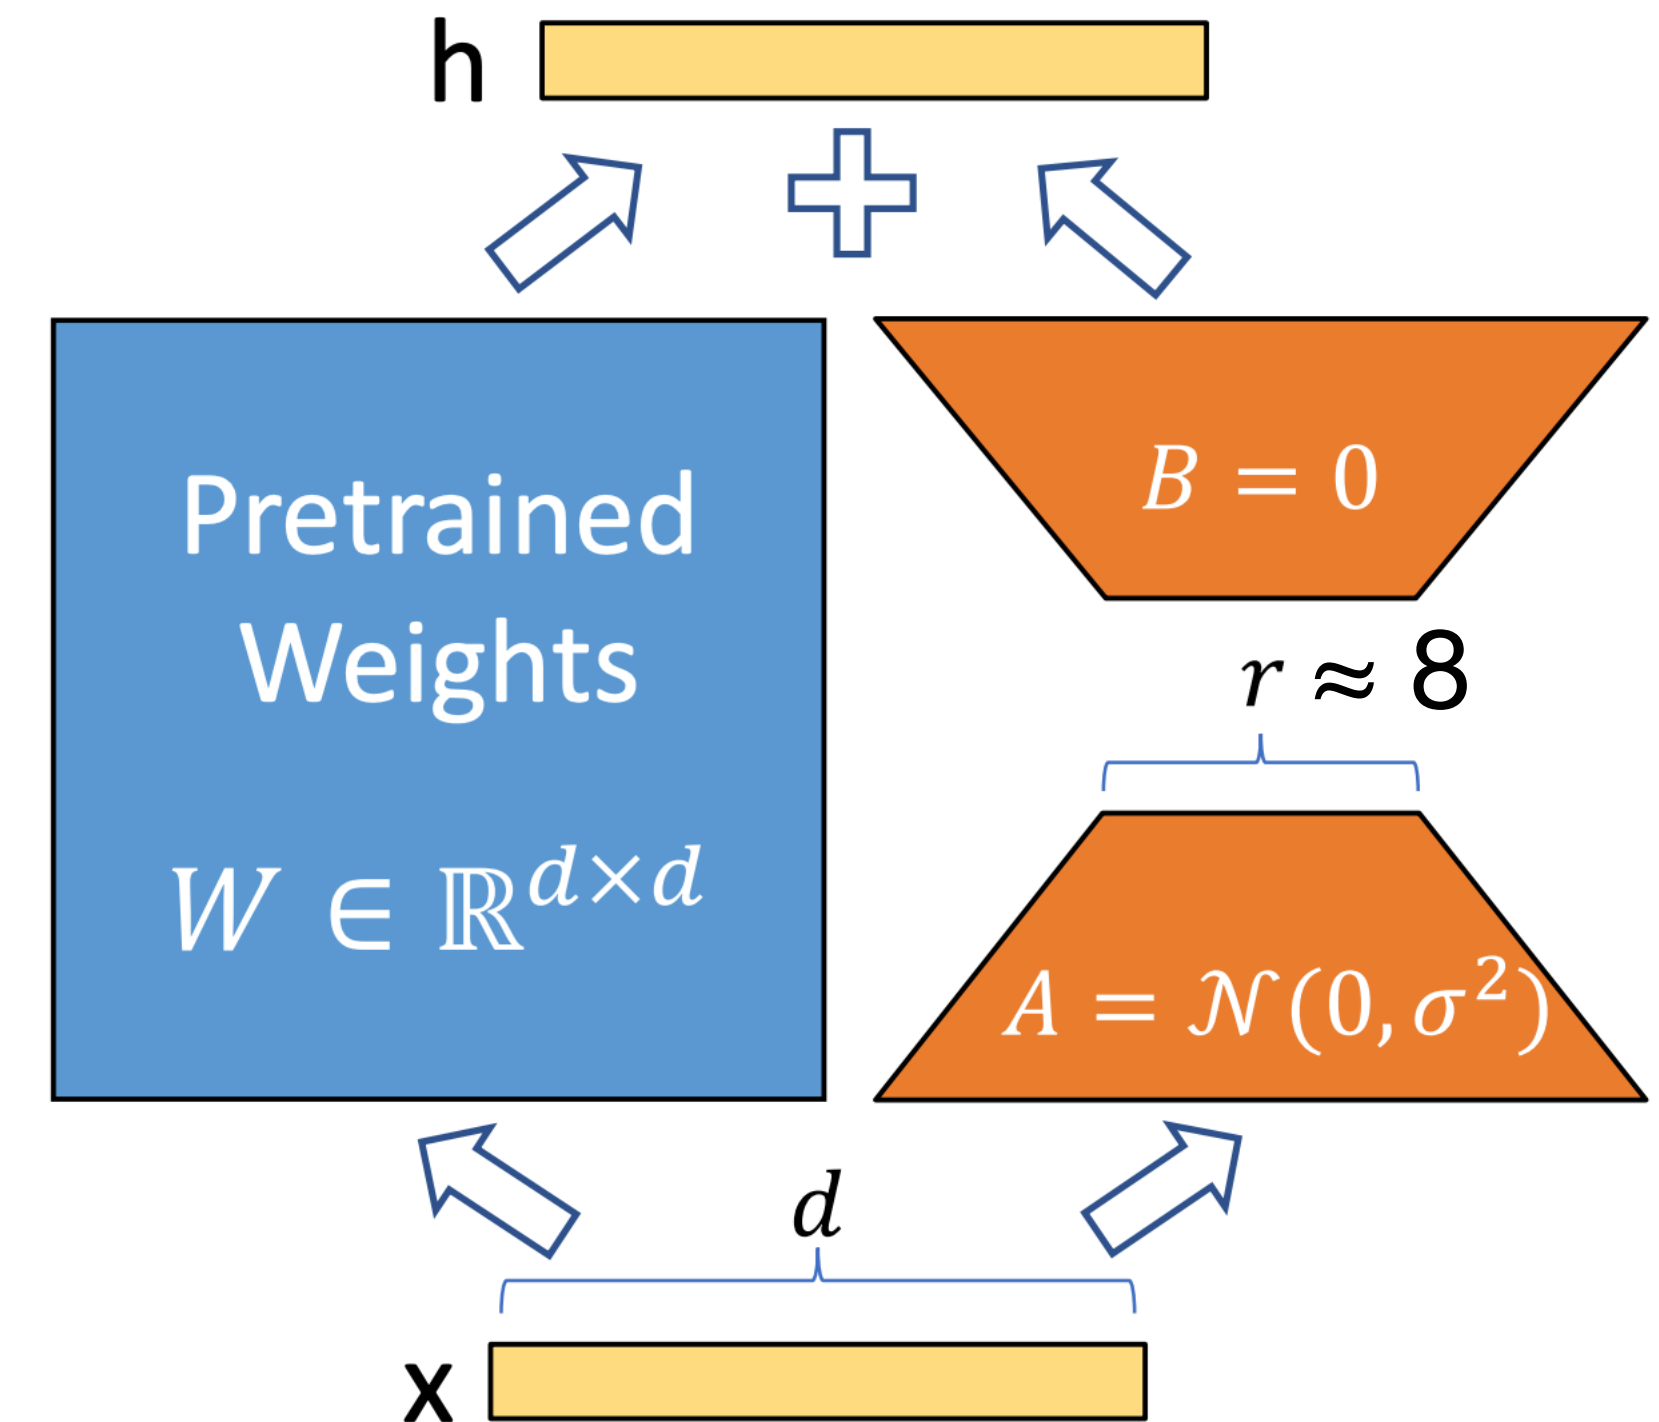 h
Pretrained
Weights
W ∈ ℝ^{d×d}
B = 0
r ≈ 8
A = 𝒩(0, σ²)
d
x